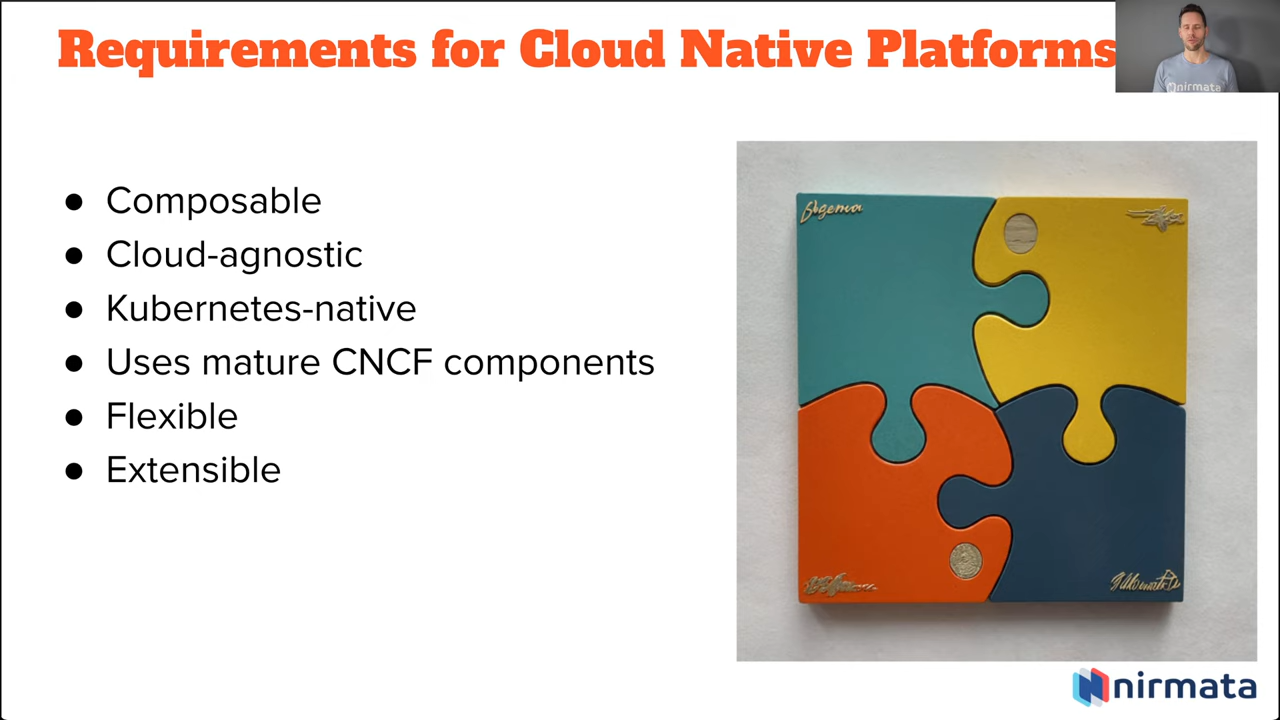 Requirements for Cloud Native Platforms
nirmata
● Composable
● Cloud-agnostic
● Kubernetes-native
● Uses mature CNCF components
● Flexible
● Extensible
nirmata